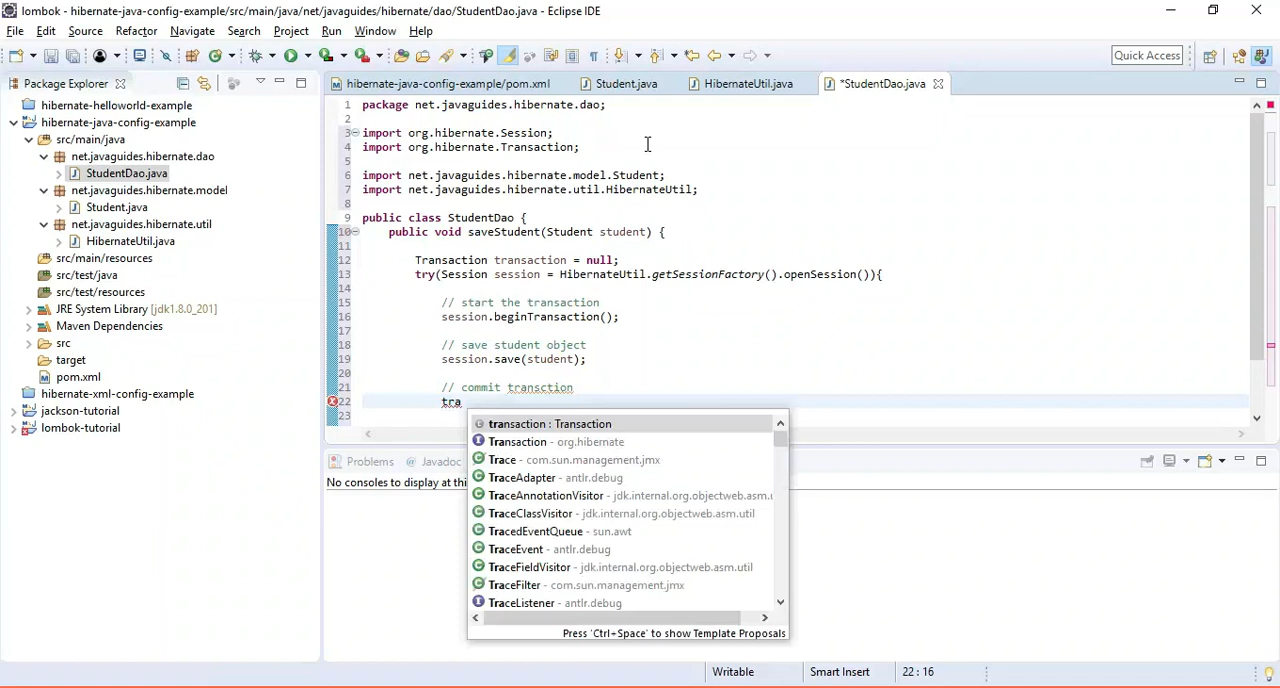 lombok - hibernate-java-config-example/src/main/java/net/javaguides/hibernate/dao/StudentDao.java - Eclipse IDE
File Edit Source Refactor Navigate Search Project Run Window Help
Quick Access
Package Explorer
hibernate-helloworld-example
hibernate-java-config-example
src/main/java
net.javaguides.hibernate.dao
StudentDao.java
net.javaguides.hibernate.model
Student.java
net.javaguides.hibernate.util
HibernateUtil.java
src/main/resources
src/test/java
src/test/resources
JRE System Library [jdk1.8.0_201]
Maven Dependencies
src
target
pom.xml
hibernate-xml-config-example
jackson-tutorial
lombok-tutorial
hibernate-java-config-example/pom.xml Student.java HibernateUtil.java *StudentDao.java
1 package net.javaguides.hibernate.dao;
2
3 import org.hibernate.Session;
4 import org.hibernate.Transaction;
5
6 import net.javaguides.hibernate.model.Student;
7 import net.javaguides.hibernate.util.HibernateUtil;
8
9 public class StudentDao {
10 public void saveStudent(Student student) {
11
12 Transaction transaction = null;
13 try(Session session = HibernateUtil.getSessionFactory().openSession()){
14
15 // start the transaction
16 session.beginTransaction();
17
18 // save student object
19 session.save(student);
20
21 // commit transction
22 tra
23
transaction : Transaction
Transaction - org.hibernate
Trace - com.sun.management.jmx
TraceAdapter - antlr.debug
TraceAnnotationVisitor - jdk.internal.org.objectweb.asm.u
TraceClassVisitor - jdk.internal.org.objectweb.asm.util
TracedEventQueue - sun.awt
TraceEvent - antlr.debug
TraceFieldVisitor - jdk.internal.org.objectweb.asm.util
TraceFilter - com.sun.management.jmx
TraceListener - antlr.debug
Press 'Ctrl+Space' to show Template Proposals
Problems @ Javadoc
No consoles to display at thi
Writable Smart Insert 22 : 16